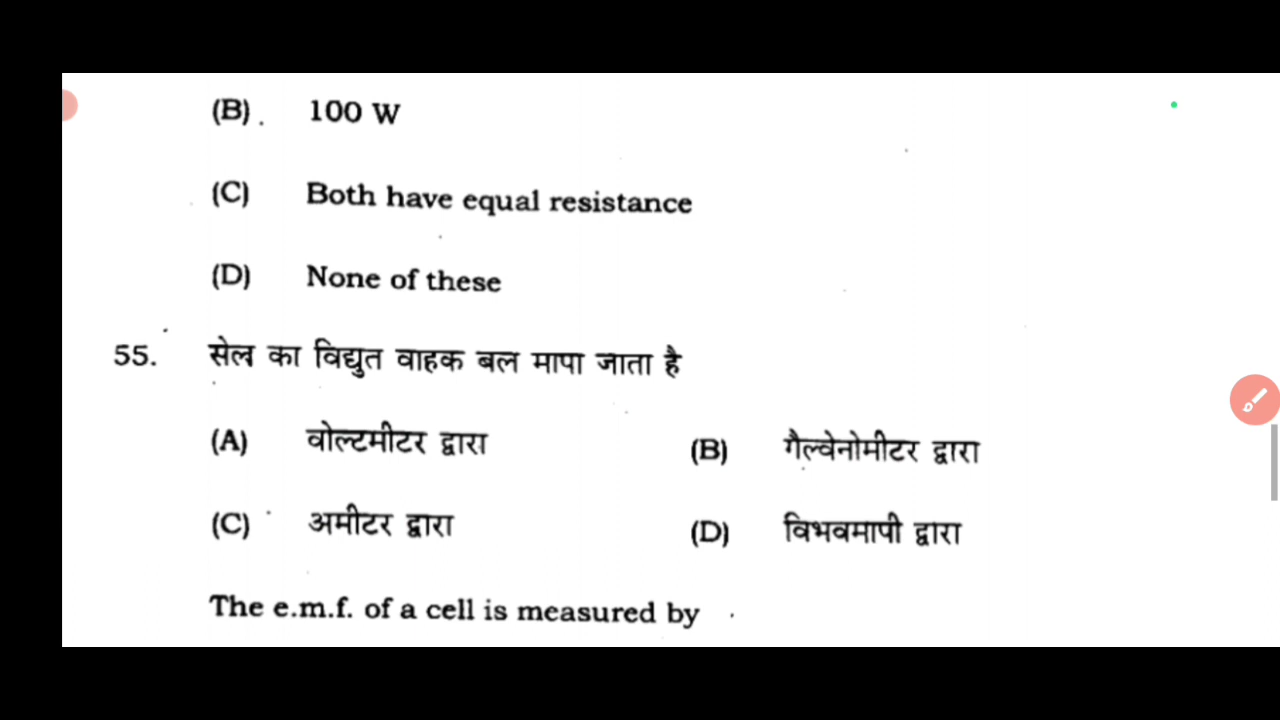 (B). 100 W
(C) Both have equal resistance
(D) None of these
55. सेल का विद्युत वाहक बल मापा जाता है
(A) वोल्टमीटर द्वारा (B) गैल्वेनोमीटर द्वारा
(C) अमीटर द्वारा (D) विभवमापी द्वारा
The e.m.f. of a cell is measured by